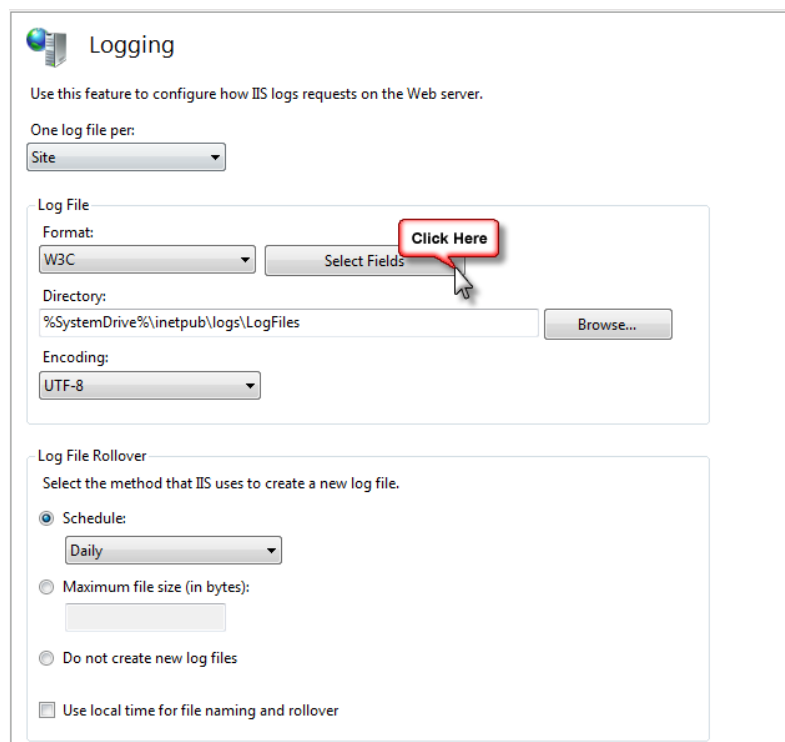 Logging
Use this feature to configure how IIS logs requests on the Web server.
One log file per:
Site
Log File
Format:
Click Here
W3C
Select Fields
Directory:
%SystemDrive%\inetpub\logs\LogFiles
Browse...
Encoding:
UTF-8
Log File Rollover
Select the method that IIS uses to create a new log file.
Schedule:
Daily
Maximum file size (in bytes):
Do not create new log files
Use local time for file naming and rollover